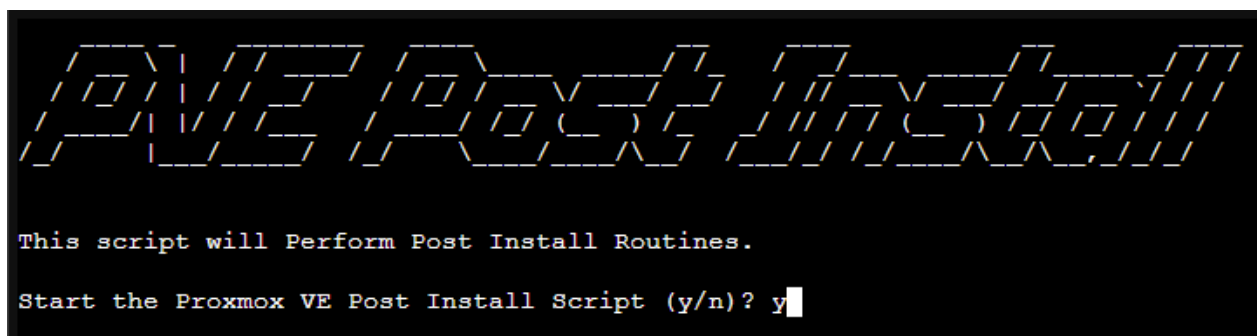 PVE Post Install
This script will Perform Post Install Routines.
Start the Proxmox VE Post Install Script (y/n)? y